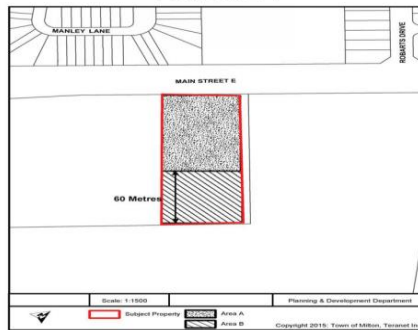 MANLEY LANE
ROBARTS DRIVE
MAIN STREET E
60 Metres
Scale: 1:1500
Planning & Development Department
Subject Property
Area A
Area B
Copyright 2015: Town of Milton, Teranet Inc.